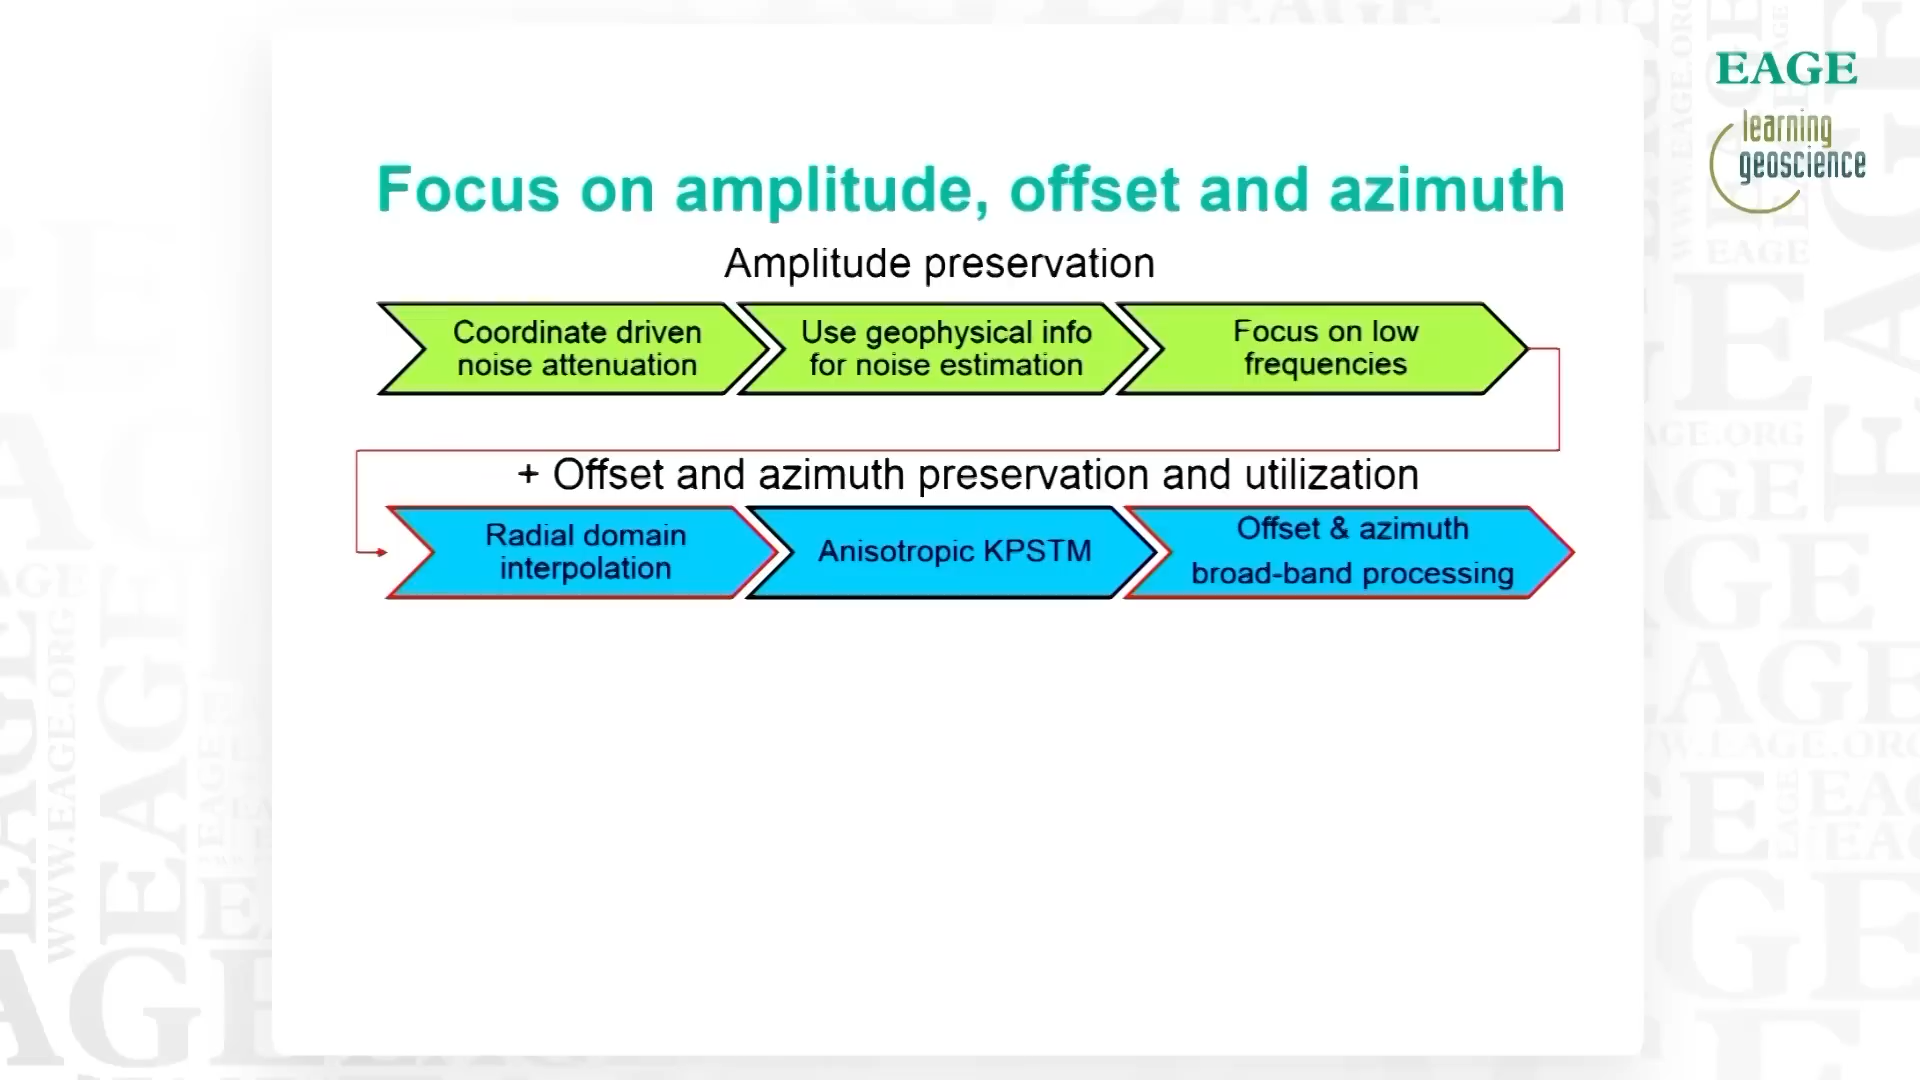 EAGE
learning
geoscience
Focus on amplitude, offset and azimuth
Amplitude preservation
Coordinate driven
noise attenuation
Use geophysical info
for noise estimation
Focus on low
frequencies
+ Offset and azimuth preservation and utilization
Radial domain
interpolation
Anisotropic KPSTM
Offset & azimuth
broad-band processing